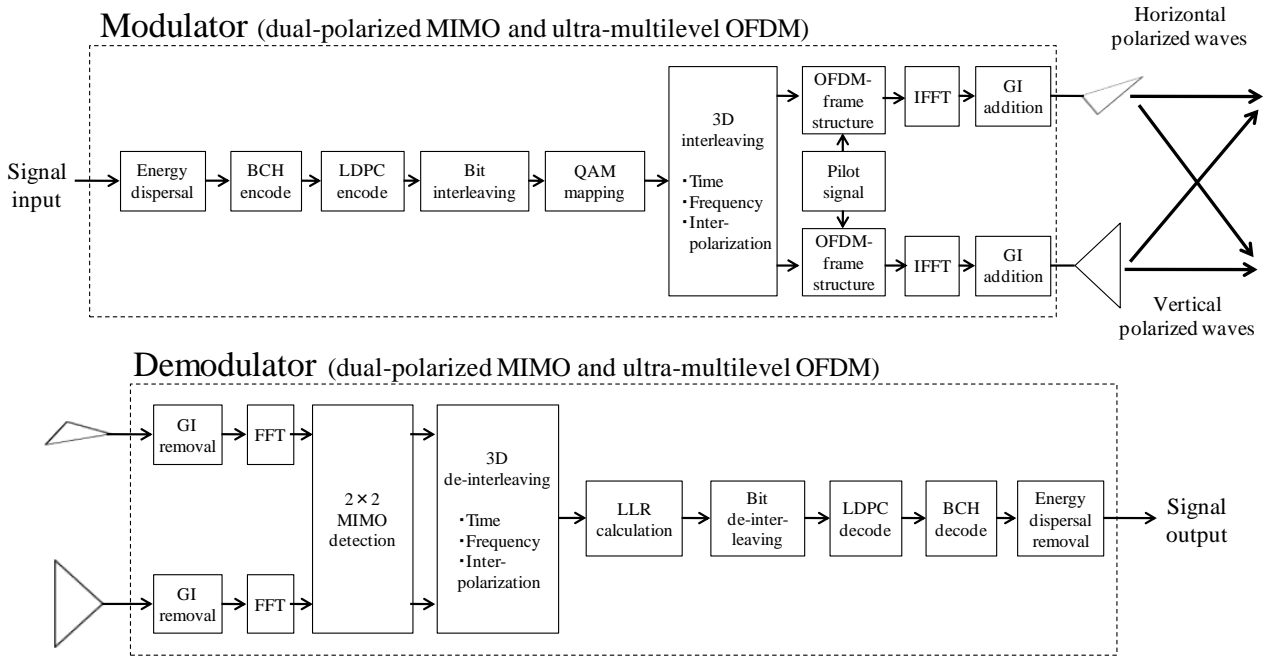 Modulator (dual-polarized MIMO and ultra-multilevel OFDM)
Horizontal
polarized waves
Signal
input
Energy
dispersal
BCH
encode
LDPC
encode
Bit
interleaving
QAM
mapping
3D
interleaving
・Time
・Frequency
・Inter-
polarization
OFDM-
frame
structure
IFFT
GI
addition
Pilot
signal
OFDM-
frame
structure
IFFT
GI
addition
Vertical
polarized waves
Demodulator (dual-polarized MIMO and ultra-multilevel OFDM)
GI
removal
FFT
GI
removal
FFT
2×2
MIMO
detection
3D
de-interleaving
・Time
・Frequency
・Inter-
polarization
LLR
calculation
Bit
de-inter-
leaving
LDPC
decode
BCH
decode
Energy
dispersal
removal
Signal
output